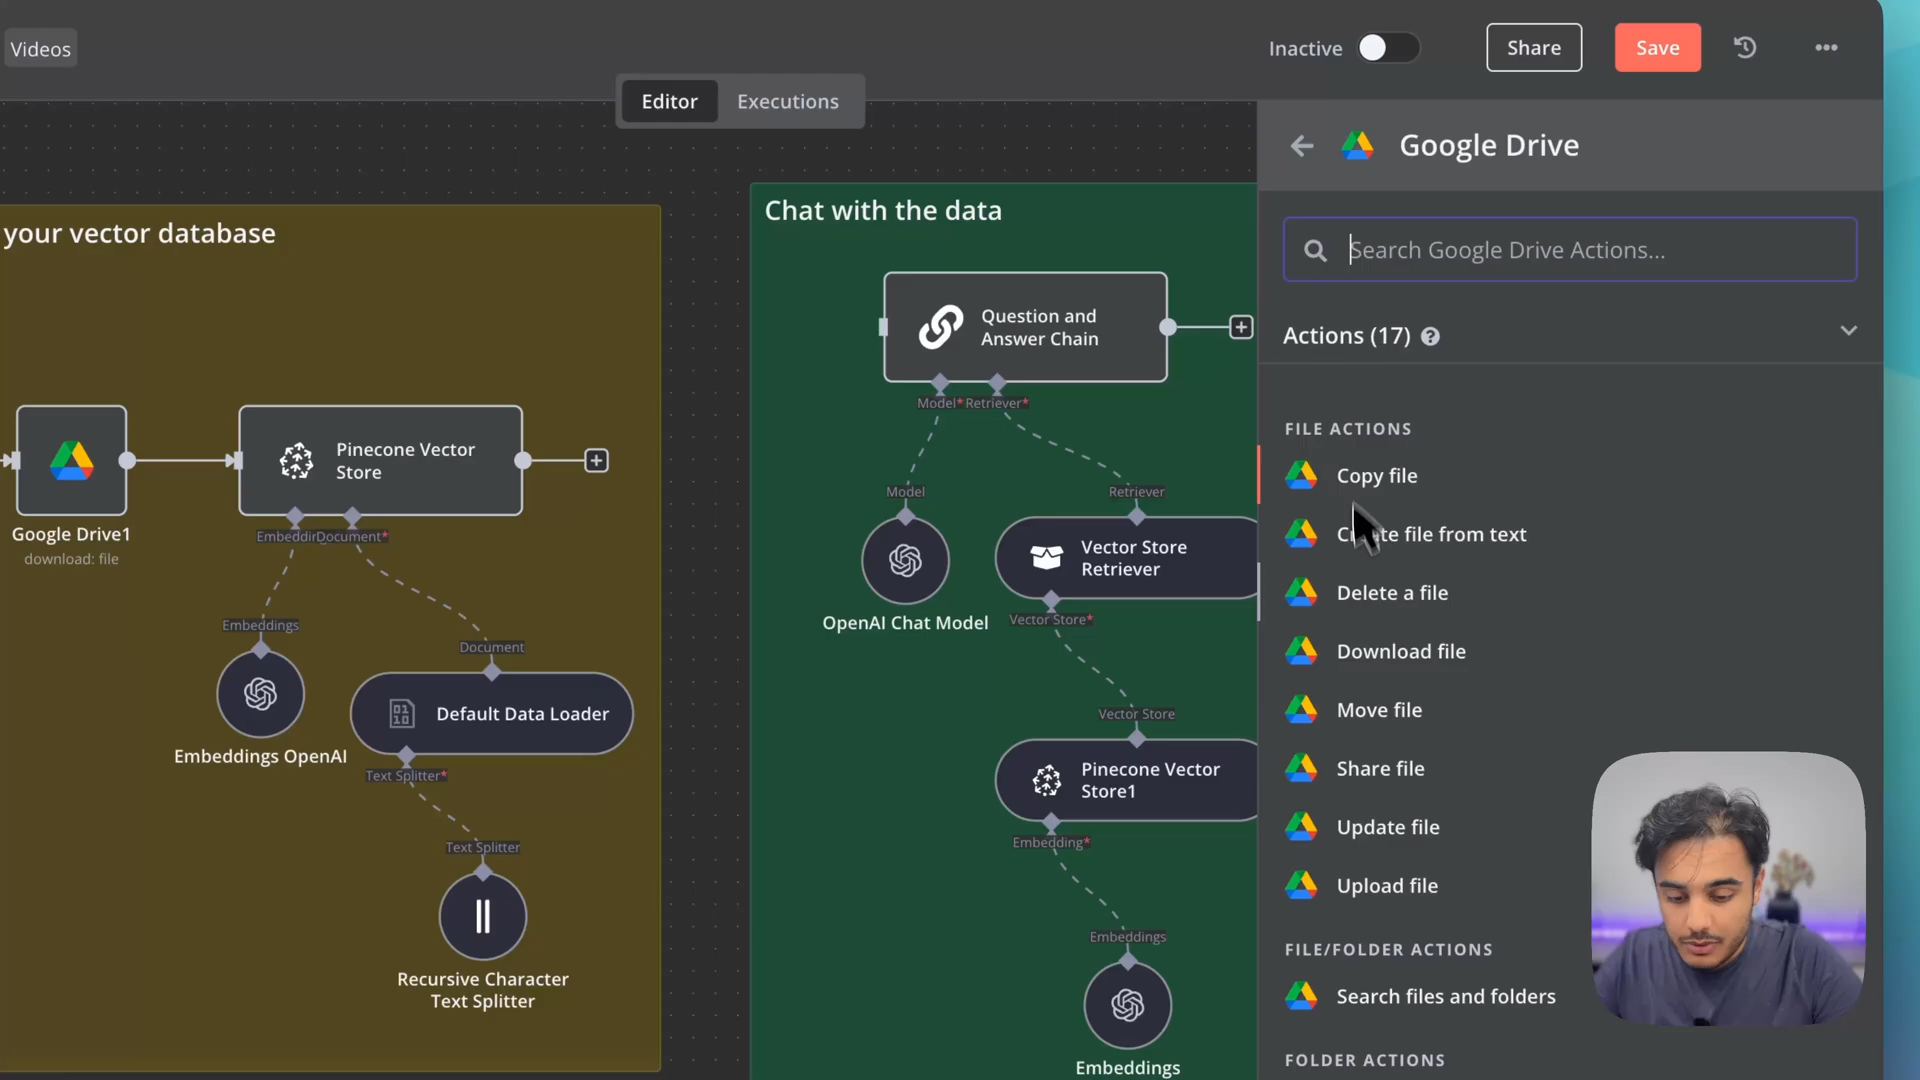 Videos
Inactive
Share
Save
Editor
Executions
Google Drive
Search Google Drive Actions...
Actions (17)
FILE ACTIONS
Copy file
Create file from text
Delete a file
Download file
Move file
Share file
Update file
Upload file
FILE/FOLDER ACTIONS
Search files and folders
FOLDER ACTIONS
your vector database
Google Drive1
download: file
Pinecone Vector
Store
Document*
Embeddings
Embeddings OpenAI
Document
Default Data Loader
Text Splitter*
Text Splitter
Recursive Character
Text Splitter
Chat with the data
Question and
Answer Chain
Model*
Retriever*
Model
OpenAI Chat Model
Retriever
Vector Store
Retriever
Vector Store*
Vector Store
Pinecone Vector
Store1
Embedding*
Embeddings
Embeddings